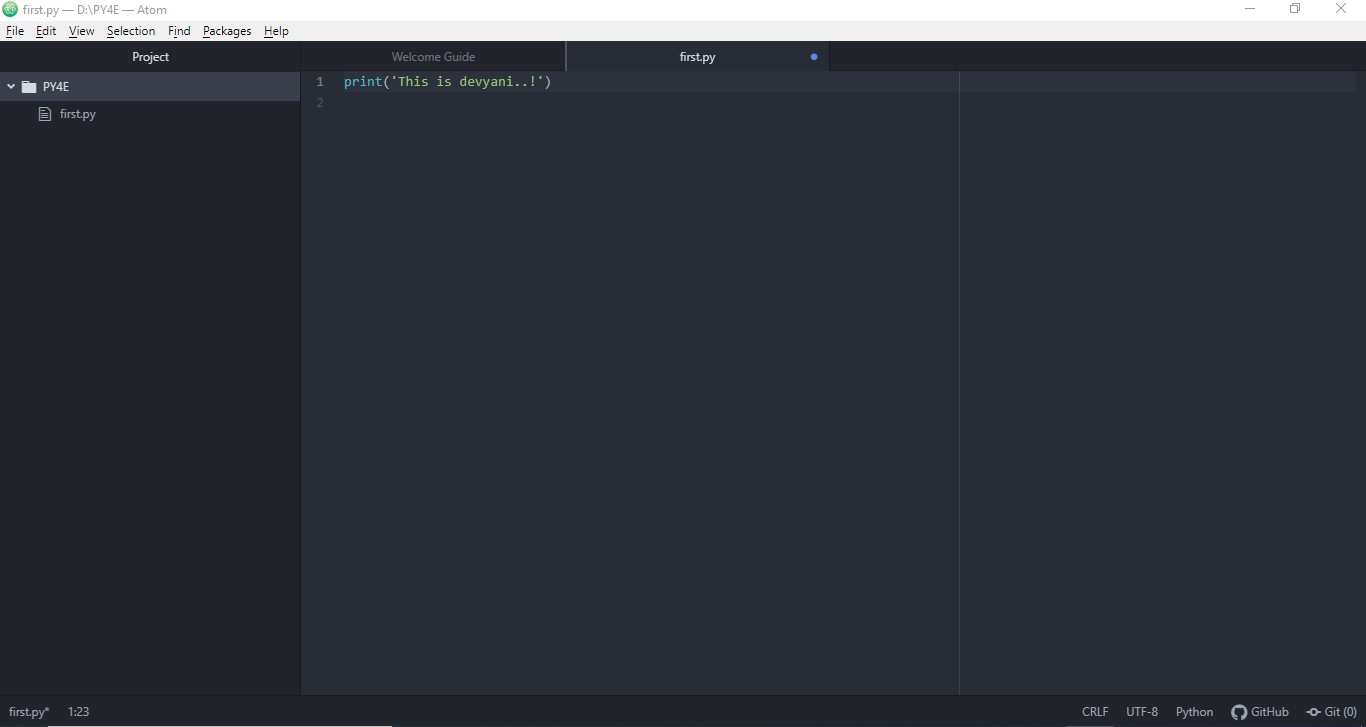 first.py — D:\PY4E — Atom
File Edit View Selection Find Packages Help
Project
Welcome Guide
first.py
PY4E
first.py
1 print('This is devyani..!')
2
first.py* 1:23
CRLF UTF-8 Python GitHub Git (0)